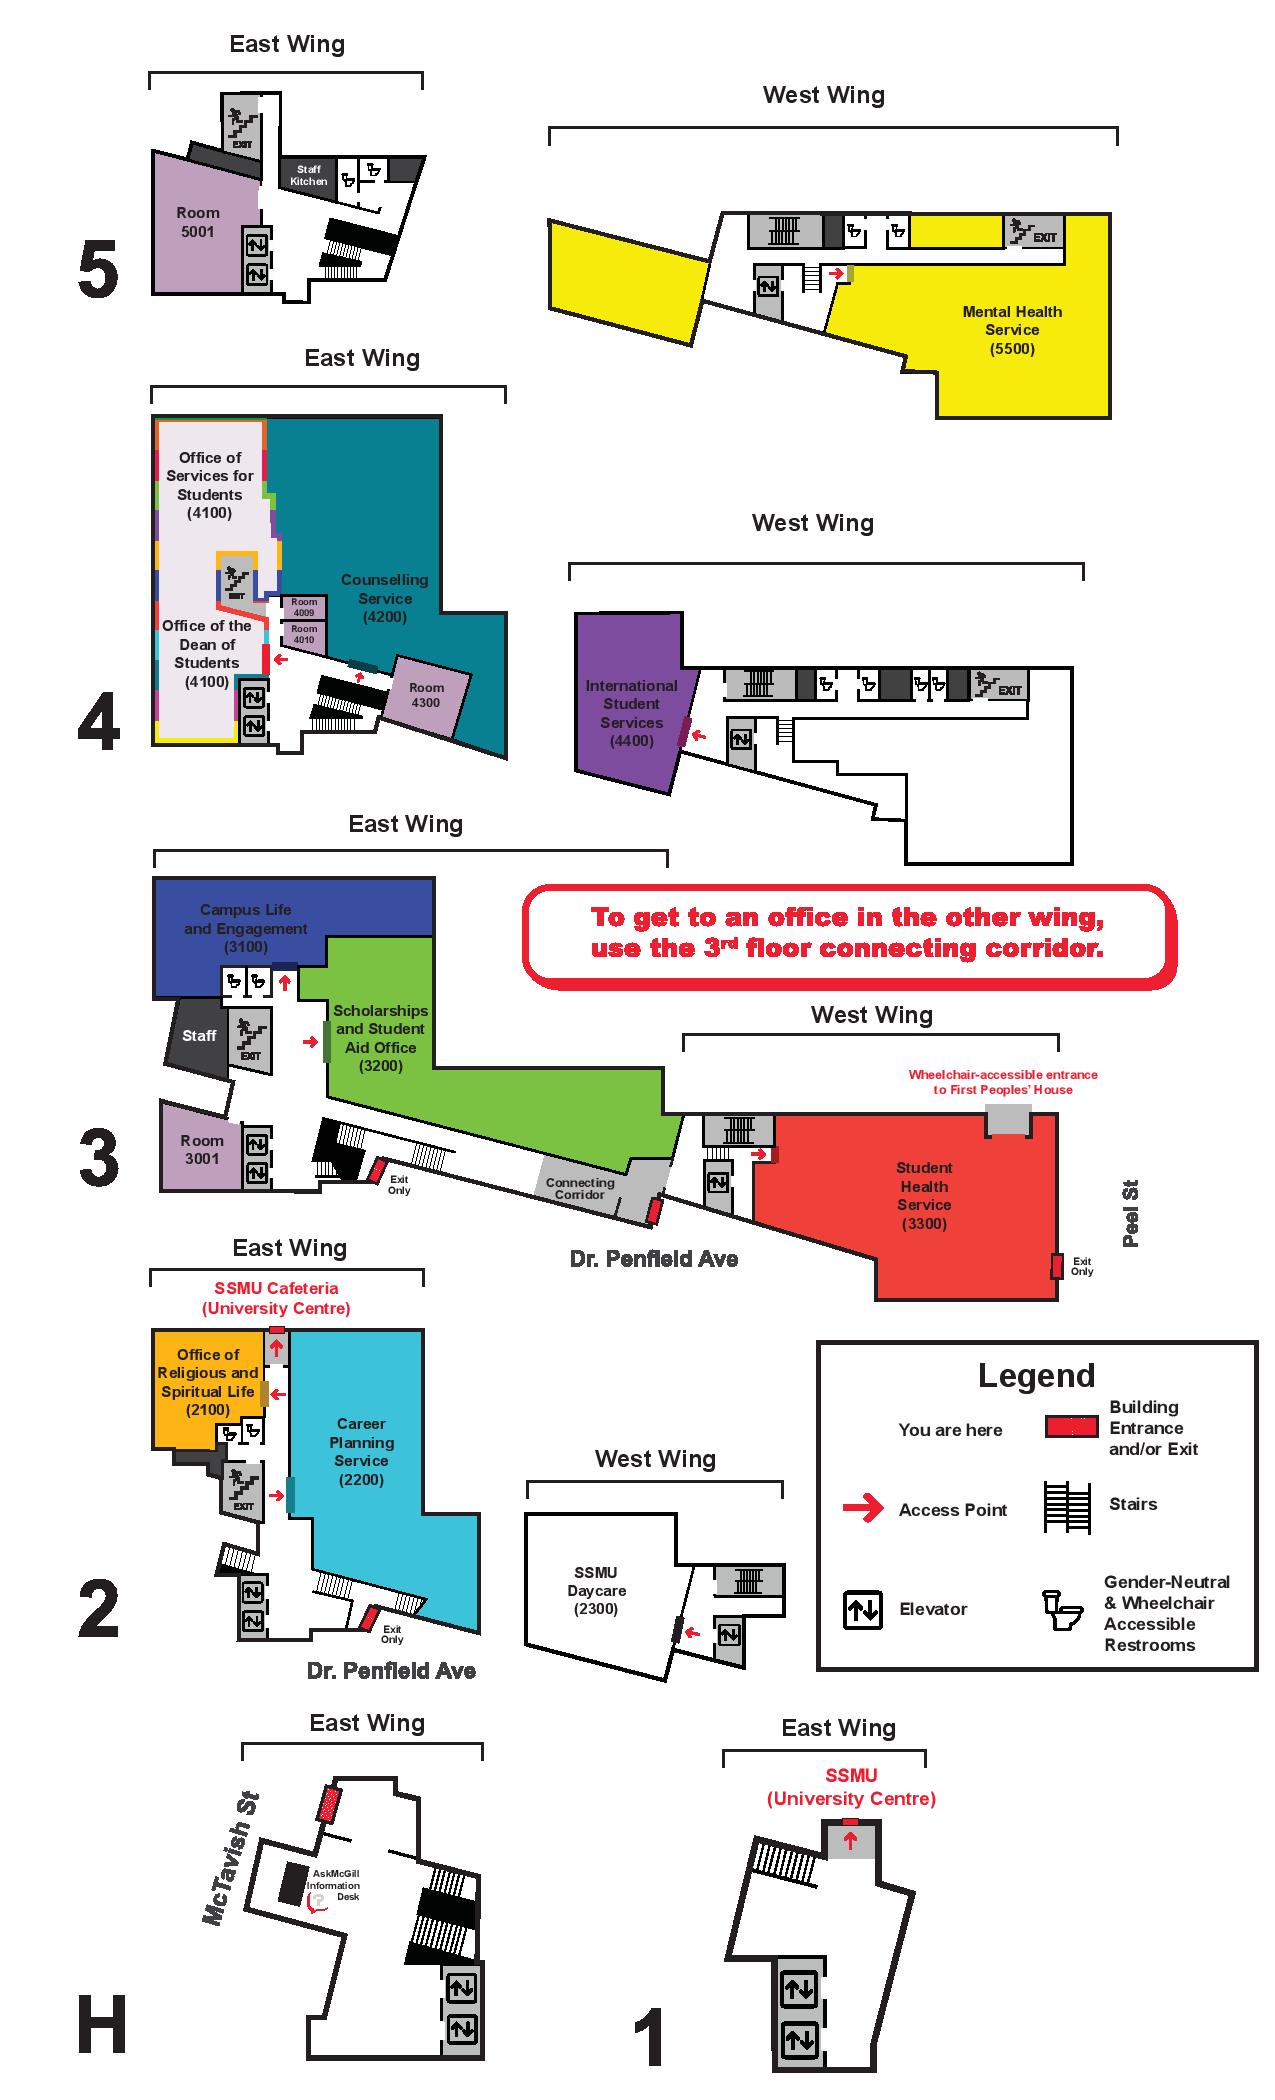 East Wing
West Wing
EXIT
Staff
Kitchen
Room
5001
5
EXIT
Mental Health
Service
(5500)
East Wing
Office of
Services for
Students
(4100)
EXIT
Counselling
Service
(4200)
Room
4009
Room
4010
Office of the
Dean of
Students
(4100)
Room
4300
4
West Wing
International
Student
Services
(4400)
EXIT
East Wing
Campus Life
and Engagement
(3100)
To get to an office in the other wing,
use the 3rd floor connecting corridor.
Staff
EXIT
Scholarships
and Student
Aid Office
(3200)
West Wing
Wheelchair-accessible entrance
to First Peoples' House
3
Room
3001
Exit
Only
Connecting
Corridor
Student
Health
Service
(3300)
Peel St
Exit
Only
Dr. Penfield Ave
East Wing
SSMU Cafeteria
(University Centre)
Office of
Religious and
Spiritual Life
(2100)
Career
Planning
Service
(2200)
EXIT
2
Exit
Only
Dr. Penfield Ave
West Wing
SSMU
Daycare
(2300)
Legend
You are here
Building
Entrance
and/or Exit
Access Point
Stairs
Elevator
Gender-Neutral
& Wheelchair
Accessible
Restrooms
East Wing
McTavish St
AskMcGill
Information
Desk
?
H
East Wing
SSMU
(University Centre)
1